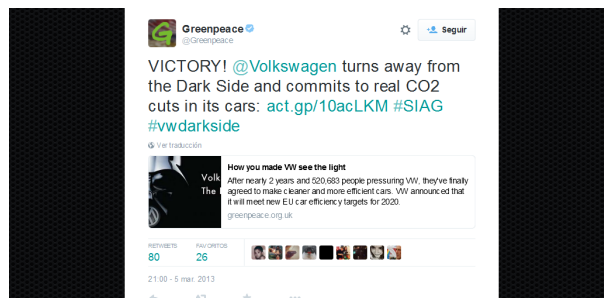 Greenpeace
@Greenpeace
Seguir
VICTORY! @Volkswagen turns away from
the Dark Side and commits to real CO2
cuts in its cars: act.gp/10acLKM #SIAG
#vwdarkside
Ver traducción
How you made VW see the light
After nearly 2 years and 520,683 people pressuring VW, they've finally
agreed to make cleaner and more efficient cars. VW announced that
it will meet new EU car efficiency targets for 2020.
greenpeace.org.uk
Volk
The
RETWEETS FAVORITOS
80 26
21:00 - 5 mar. 2013